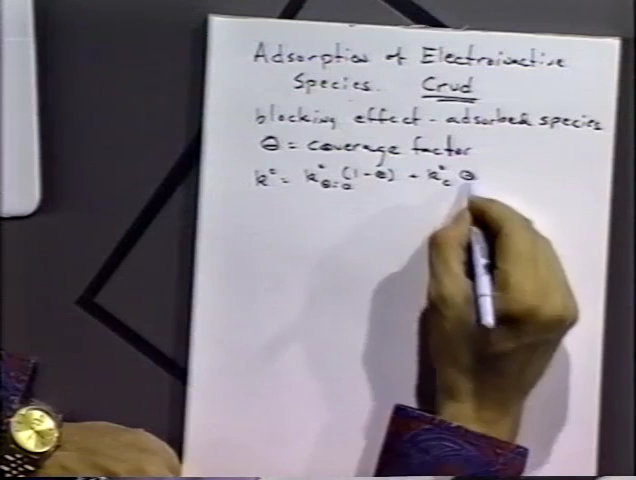 Adsorption of Electroinactive
Species. Crud
blocking effect - adsorbed species
θ = coverage factor
k° = k°θ=0 (1-θ) + k°c θ